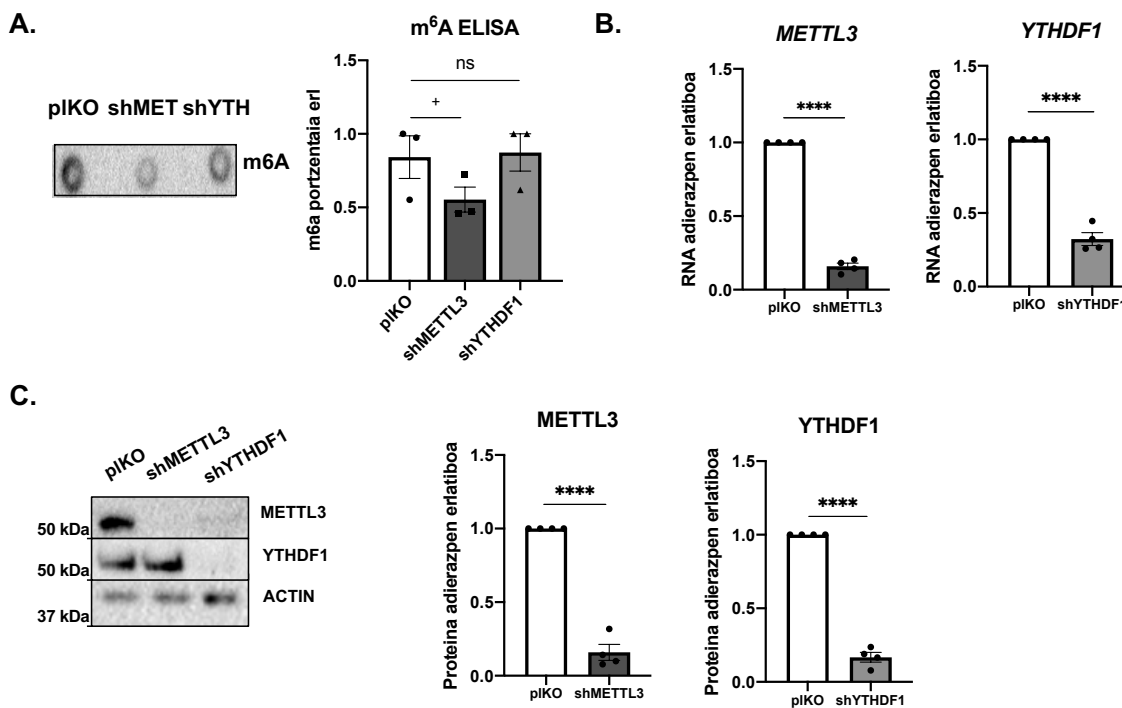 A.
m⁶A ELISA
pIKO shMET shYTH
m6A
m6a portzentaia erl
1.5
1.0
0.5
0.0
ns
+
pIKO
shMETTL3
shYTHDF1
B.
METTL3
RNA adierazpen erlatiboa
1.5
1.0
0.5
0.0
****
pIKO
shMETTL3
YTHDF1
RNA adierazpen erlatiboa
1.5
1.0
0.5
0.0
****
pIKO
shYTHDF1
C.
pIKO
shMETTL3
shYTHDF1
50 kDa
METTL3
50 kDa
YTHDF1
37 kDa
ACTIN
METTL3
Proteina adierazpen erlatiboa
1.5
1.0
0.5
0.0
****
pIKO
shMETTL3
YTHDF1
Proteina adierazpen erlatiboa
1.5
1.0
0.5
0.0
****
pIKO
shYTHDF1